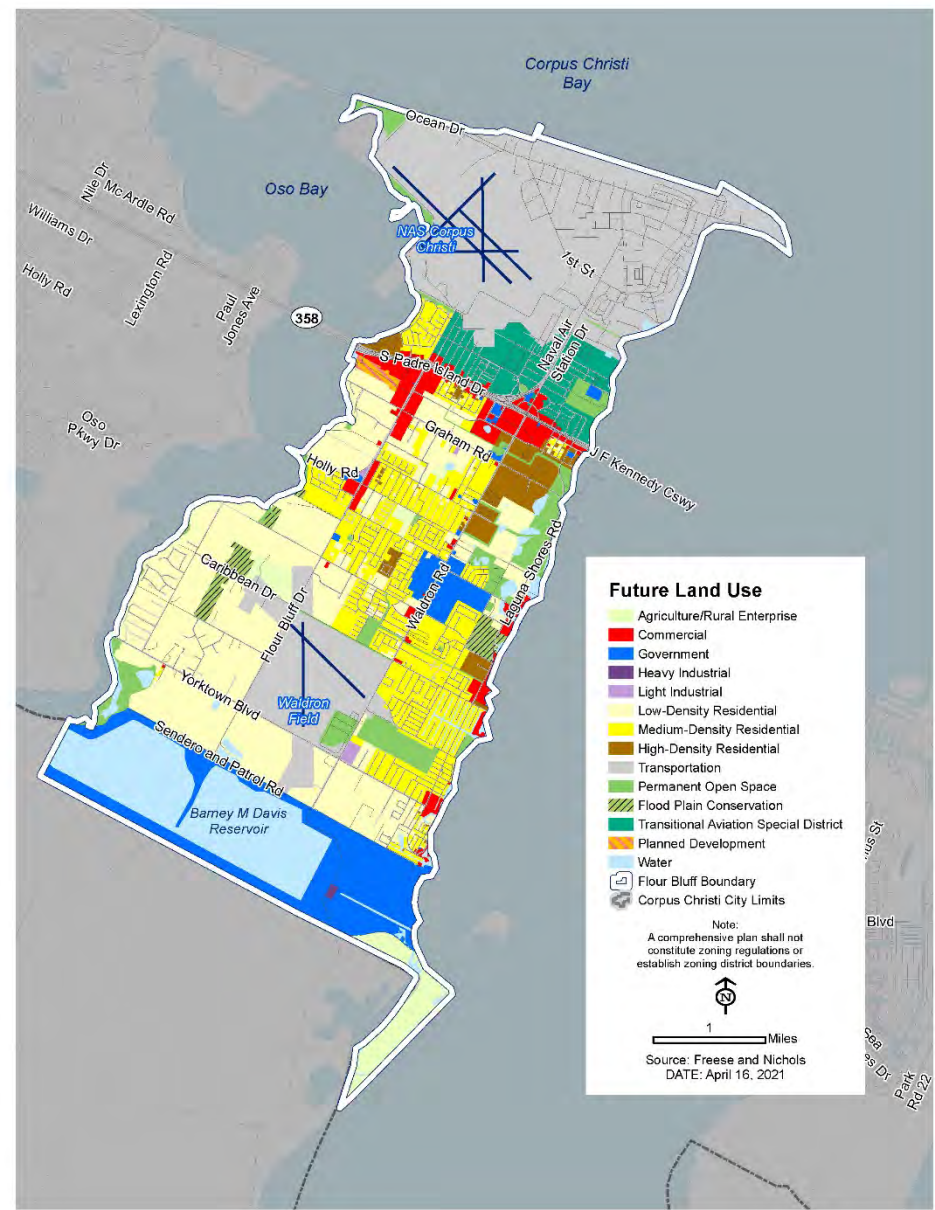 Corpus Christi
Bay
Ocean Dr
Oso Bay
Nile Dr
Mc Ardle Rd
Williams Dr
Holly Rd
Lexington Rd
Paul
Jones Ave
358
NAS Corpus
Christi
1st St
Naval Air
Station Dr
S Padre Island Dr
Oso
Pkwy Dr
Graham Rd
Holly Rd
J F Kennedy Cswy
Caribbean Dr
Flour Bluff Dr
Waldron Rd
Laguna Shores Rd
Yorktown Blvd
Waldron
Field
Sendero and Patrol Rd
Barney M Davis
Reservoir
Future Land Use
Agriculture/Rural Enterprise
Commercial
Government
Heavy Industrial
Light Industrial
Low-Density Residential
Medium-Density Residential
High-Density Residential
Transportation
Permanent Open Space
Flood Plain Conservation
Transitional Aviation Special District
Planned Development
Water
Flour Bluff Boundary
Corpus Christi City Limits
Note:
A comprehensive plan shall not
constitute zoning regulations or
establish zoning district boundaries.
N
1
Miles
Source: Freese and Nichols
DATE: April 16, 2021
St
Blvd
Dr
Park
Rd 22